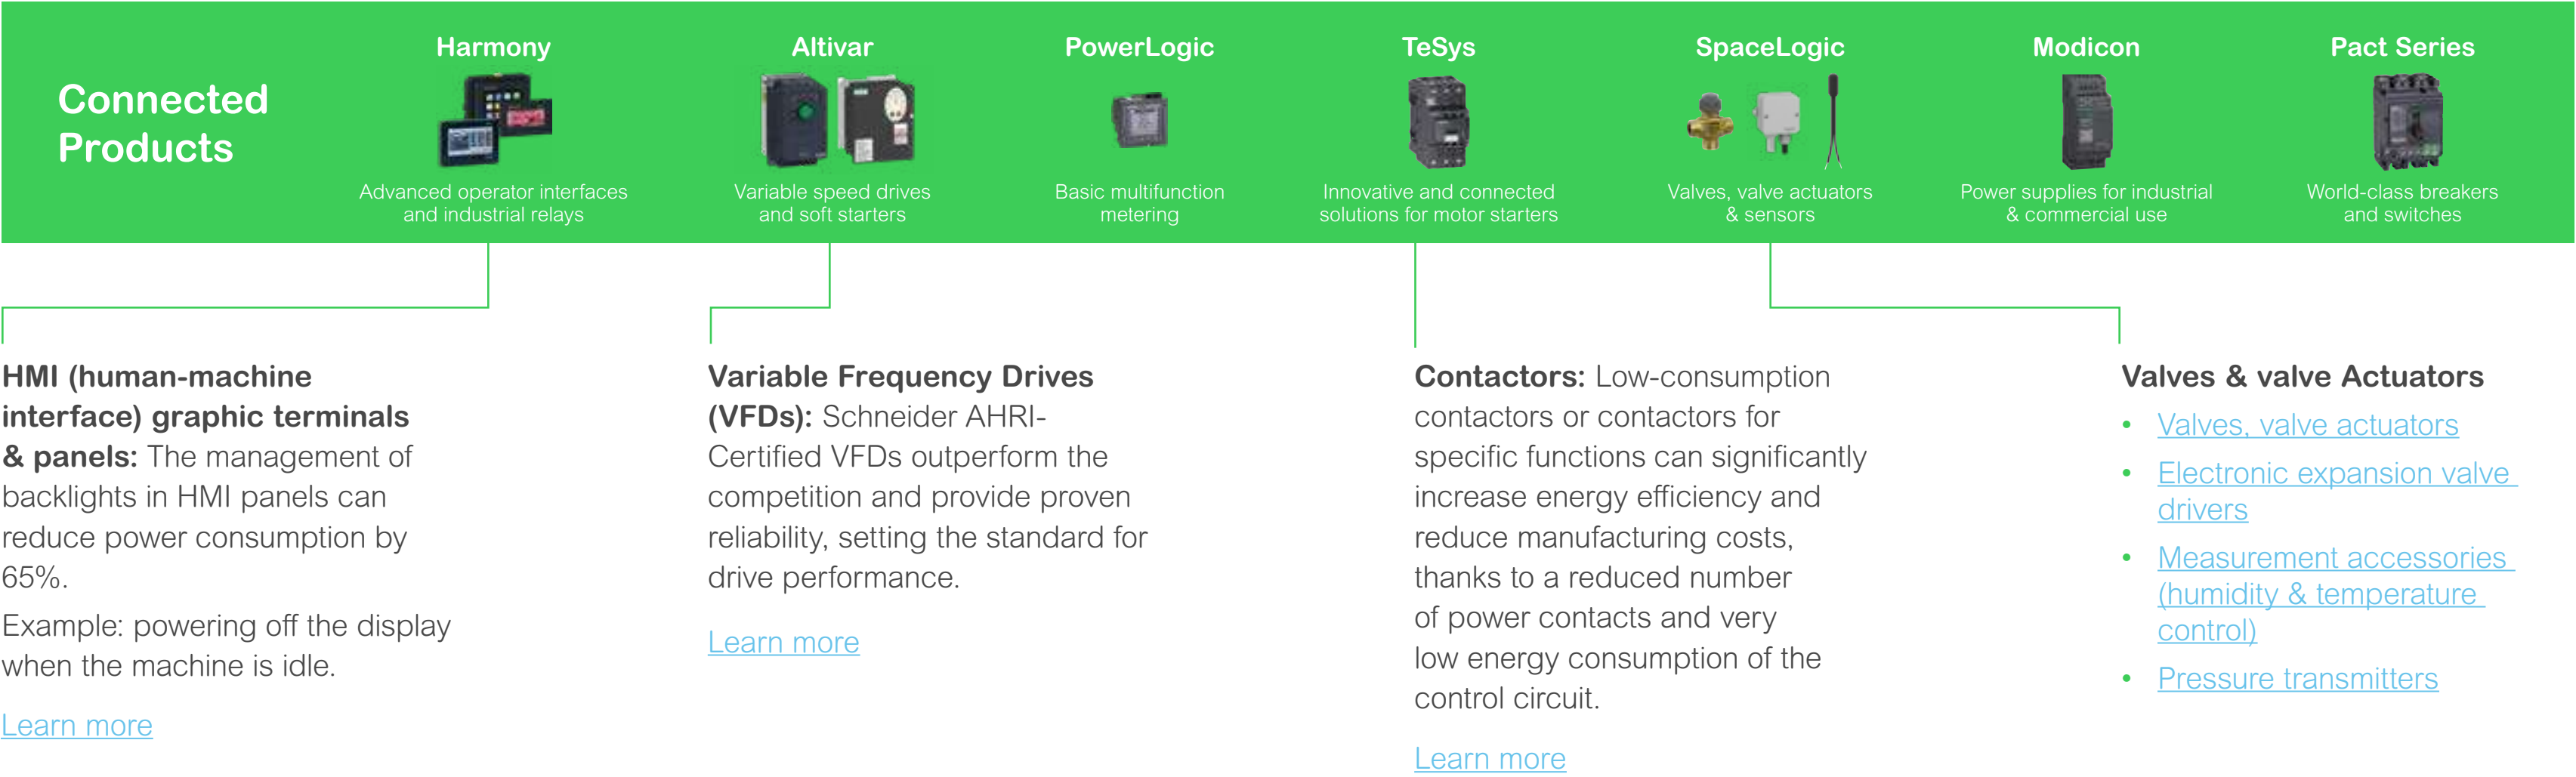 Connected
Products
Harmony
Advanced operator interfaces
and industrial relays
Altivar
Variable speed drives
and soft starters
PowerLogic
Basic multifunction
metering
TeSys
Innovative and connected
solutions for motor starters
SpaceLogic
Valves, valve actuators
& sensors
Modicon
Power supplies for industrial
& commercial use
Pact Series
World-class breakers
and switches
HMI (human-machine
interface) graphic terminals
& panels: The management of
backlights in HMI panels can
reduce power consumption by
65%.
Example: powering off the display
when the machine is idle.
Learn more
Variable Frequency Drives
(VFDs): Schneider AHRI-
Certified VFDs outperform the
competition and provide proven
reliability, setting the standard for
drive performance.
Learn more
Contactors: Low-consumption
contactors or contactors for
specific functions can significantly
increase energy efficiency and
reduce manufacturing costs,
thanks to a reduced number
of power contacts and very
low energy consumption of the
control circuit.
Learn more
Valves & valve Actuators
• Valves, valve actuators
• Electronic expansion valve
drivers
• Measurement accessories
(humidity & temperature
control)
• Pressure transmitters